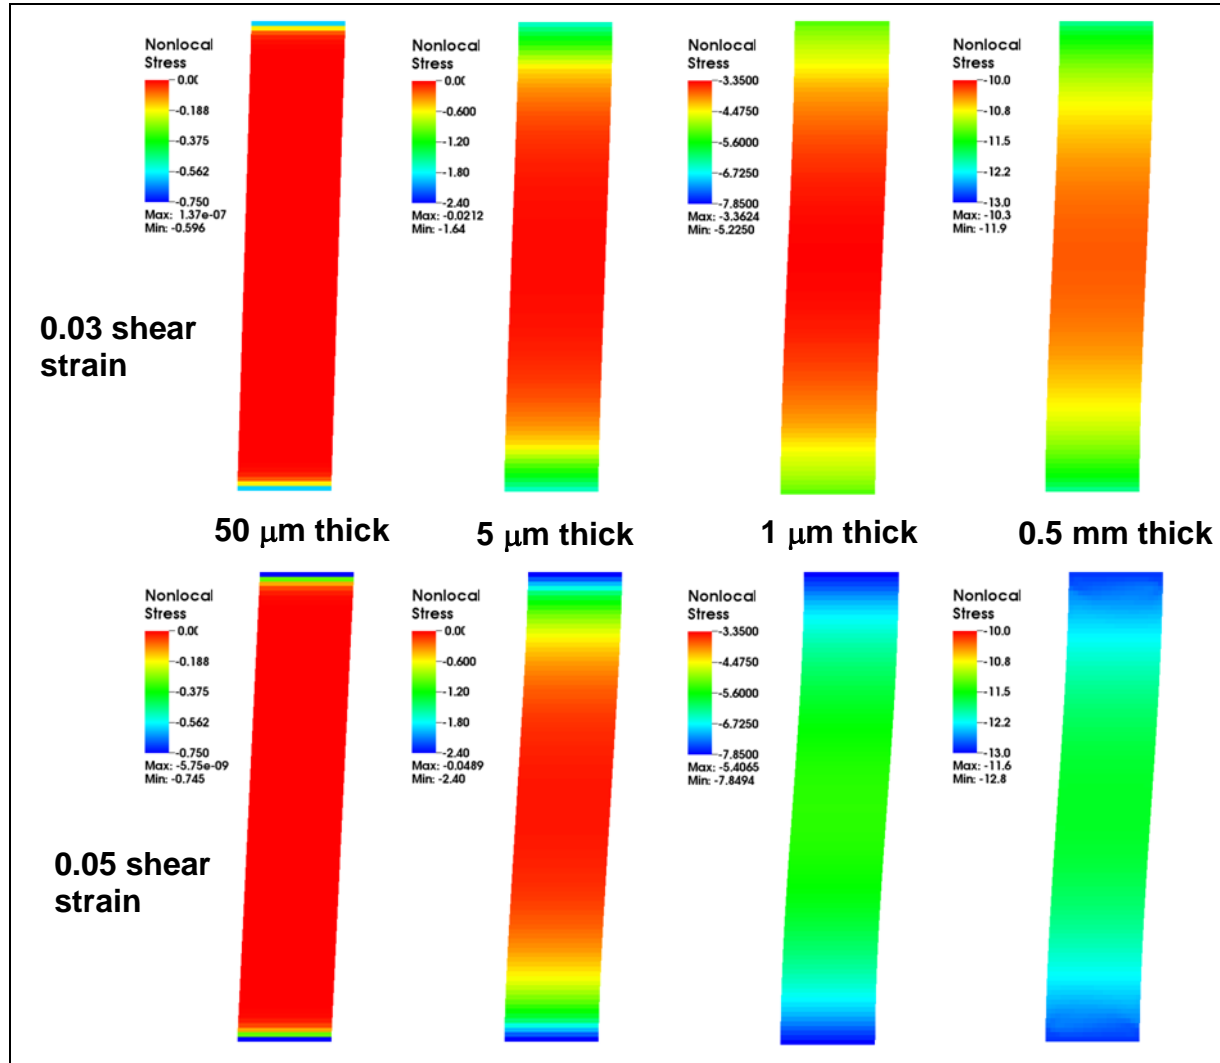 Nonlocal
Stress
0.00
-0.188
-0.375
-0.562
-0.750
Max: 1.37e-07
Min: -0.596
Nonlocal
Stress
0.00
-0.600
-1.20
-1.80
-2.40
Max: -0.0212
Min: -1.64
Nonlocal
Stress
-3.3500
-4.4750
-5.6000
-6.7250
-7.8500
Max: -3.3624
Min: -5.2250
Nonlocal
Stress
-10.0
-10.8
-11.5
-12.2
-13.0
Max: -10.3
Min: -11.9
0.03 shear
strain
50 μm thick
5 μm thick
1 μm thick
0.5 mm thick
Nonlocal
Stress
0.00
-0.188
-0.375
-0.562
-0.750
Max: -5.75e-09
Min: -0.745
Nonlocal
Stress
0.00
-0.600
-1.20
-1.80
-2.40
Max: -0.0489
Min: -2.40
Nonlocal
Stress
-3.3500
-4.4750
-5.6000
-6.7250
-7.8500
Max: -5.4065
Min: -7.8494
Nonlocal
Stress
-10.0
-10.8
-11.5
-12.2
-13.0
Max: -11.6
Min: -12.8
0.05 shear
strain